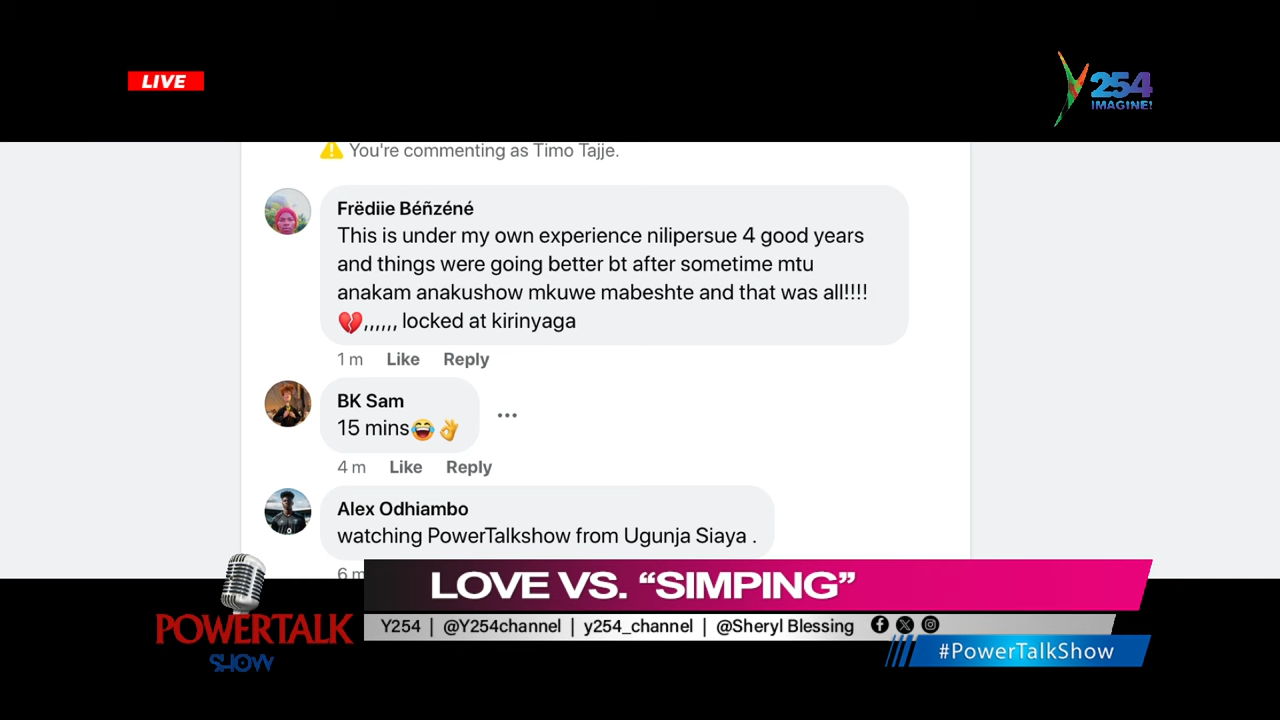 LIVE
254
IMAGINE!
You're commenting as Timo Tajje.
Frëdiie Béñzéné
This is under my own experience nilipersue 4 good years
and things were going better bt after sometime mtu
anakam anakushow mkuwe mabeshte and that was all!!!!
💔,,,,,, locked at kirinyaga
1 m Like Reply
BK Sam
15 mins😂👌
4 m Like Reply
Alex Odhiambo
watching PowerTalkshow from Ugunja Siaya .
6 m
LOVE VS. “SIMPING”
POWERTALK
SHOW
Y254 | @Y254channel | y254_channel | @Sheryl Blessing
#PowerTalkShow